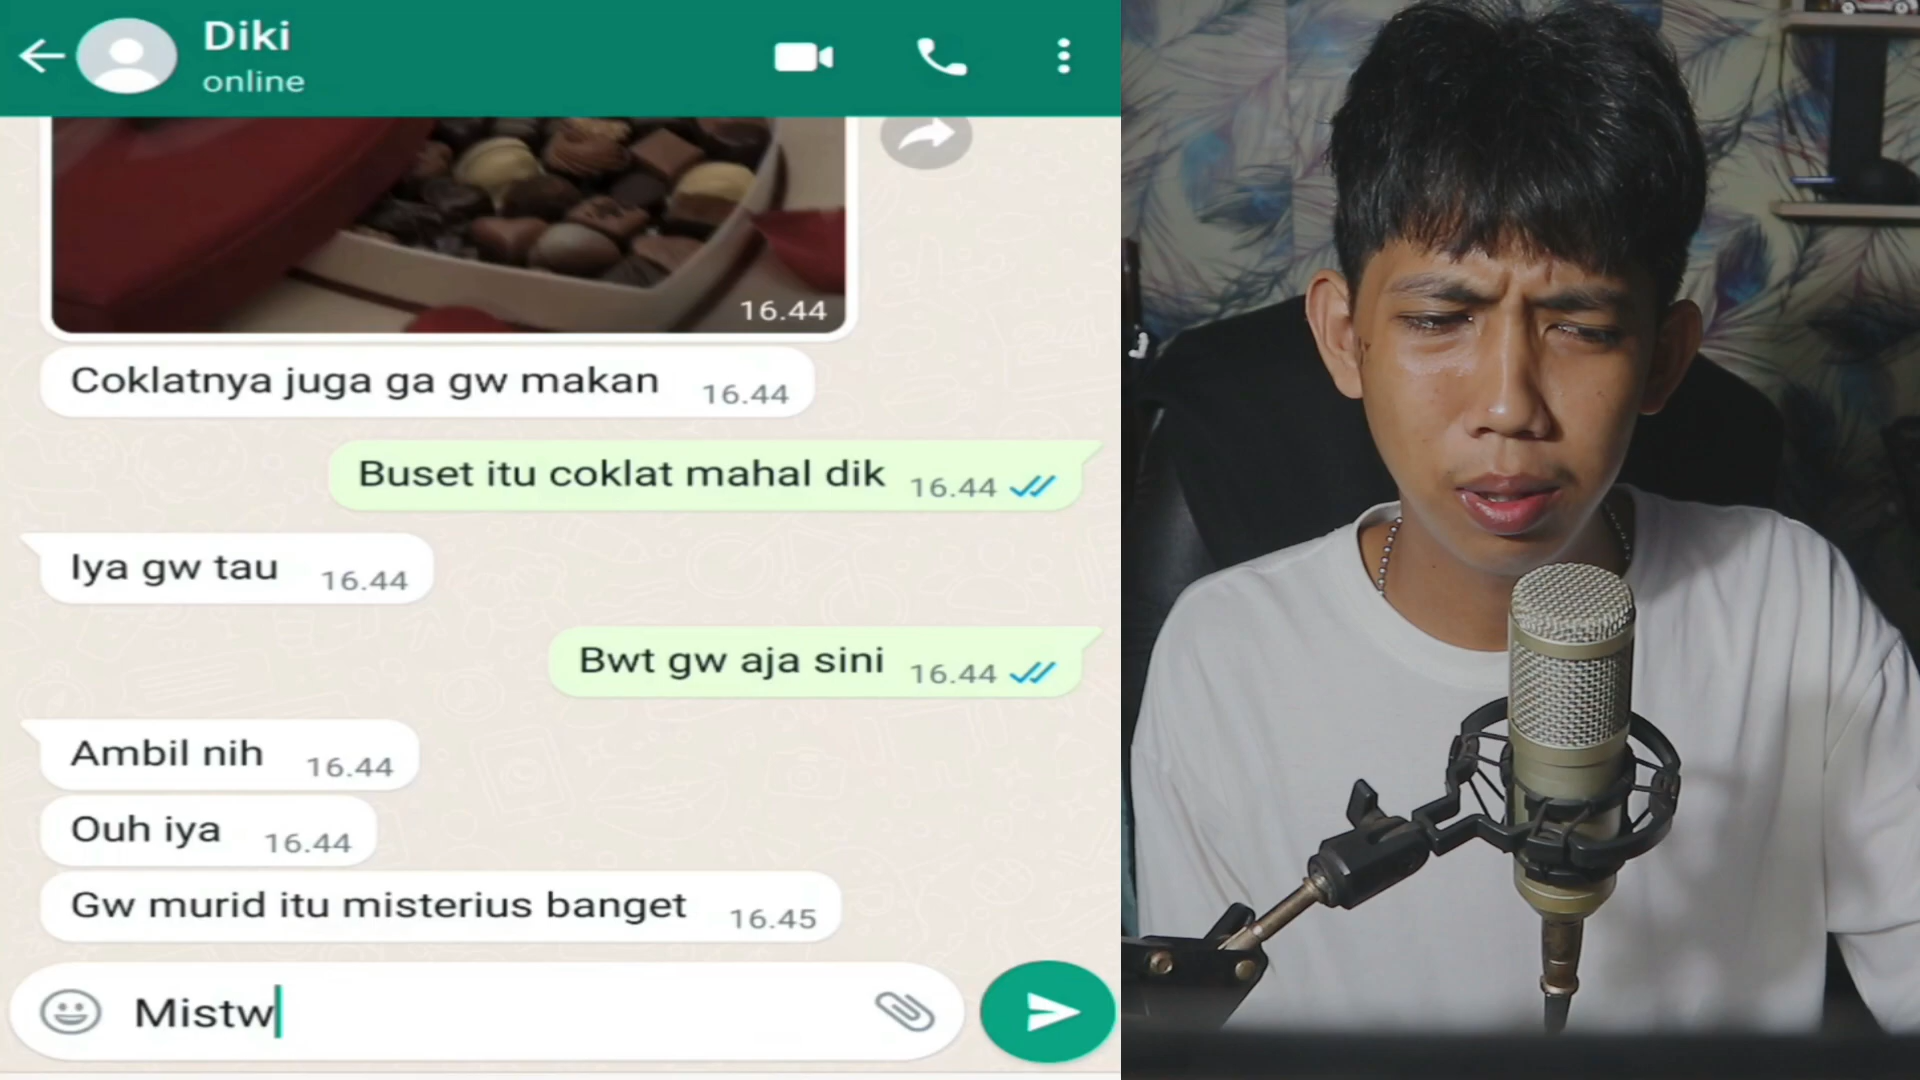 Diki
online
16.44
Coklatnya juga ga gw makan 16.44
Buset itu coklat mahal dik 16.44
Iya gw tau 16.44
Bwt gw aja sini 16.44
Ambil nih 16.44
Ouh iya 16.44
Gw murid itu misterius banget 16.45
Mistw